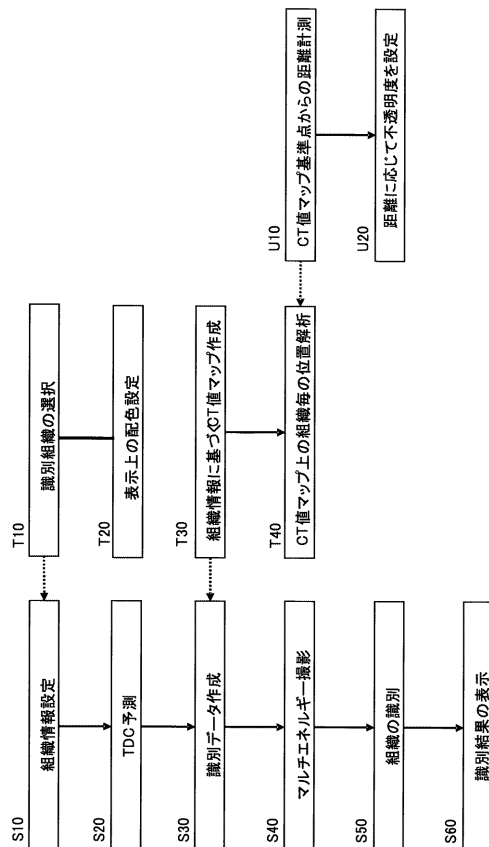 S10
組織情報設定
S20
TDC予測
S30
識別データ作成
S40
マルチエネルギー撮影
S50
組織の識別
S60
識別結果の表示
T10
識別組織の選択
T20
表示上の配色設定
T30
組織情報に基づくCT値マップ作成
T40
CT値マップ上の組織毎の位置解析
U10
CT値マップ基準点からの距離計測
U20
距離に応じて不透明度を設定